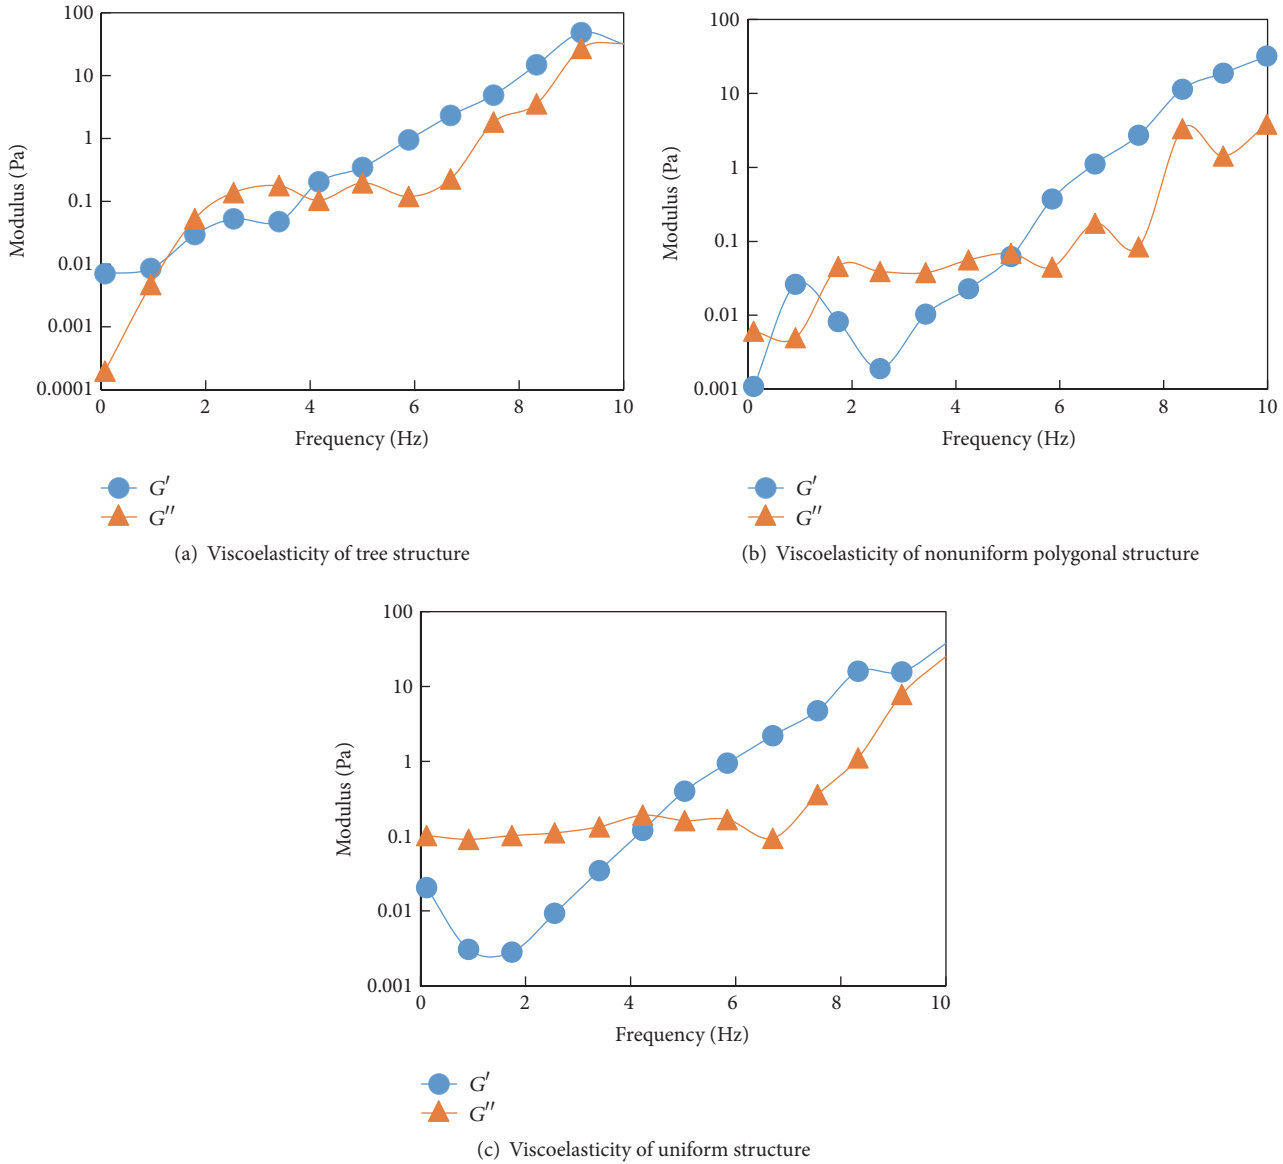 100
10
1
0.1
0.01
0.001
0.0001
Modulus (Pa)
0 2 4 6 8 10
Frequency (Hz)
G′
G″
(a) Viscoelasticity of tree structure
100
10
1
0.1
0.01
0.001
Modulus (Pa)
0 2 4 6 8 10
Frequency (Hz)
G′
G″
(b) Viscoelasticity of nonuniform polygonal structure
100
10
1
0.1
0.01
0.001
Modulus (Pa)
0 2 4 6 8 10
Frequency (Hz)
G′
G″
(c) Viscoelasticity of uniform structure